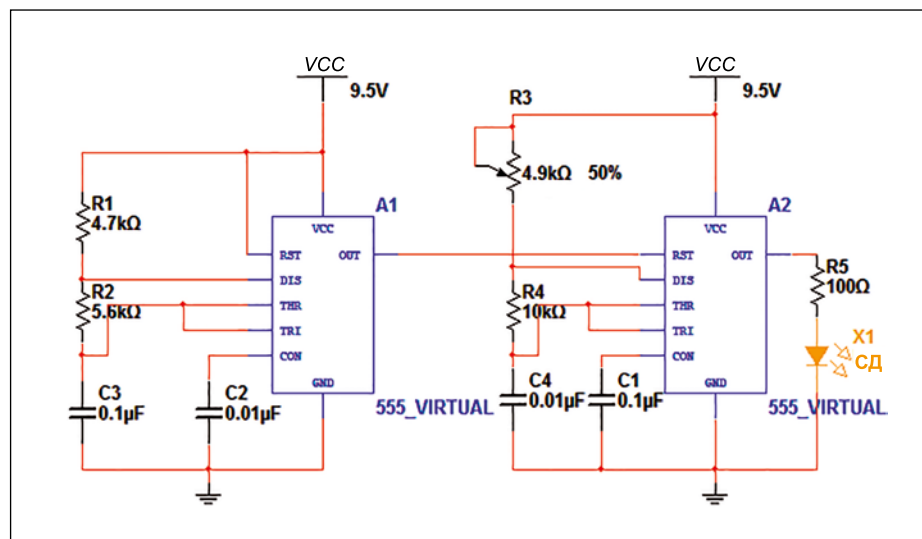 VCC
9.5V
VCC
9.5V
R3
4.9kΩ 50%
R1
4.7kΩ
A1
VCC
RST
OUT
DIS
THR
TRI
CON
GND
555_VIRTUAL
R2
5.6kΩ
C3
0.1µF
C2
0.01µF
A2
VCC
RST
OUT
DIS
THR
TRI
CON
GND
555_VIRTUAL
R4
10kΩ
C4
0.01µF
C1
0.1µF
R5
100Ω
X1
СД